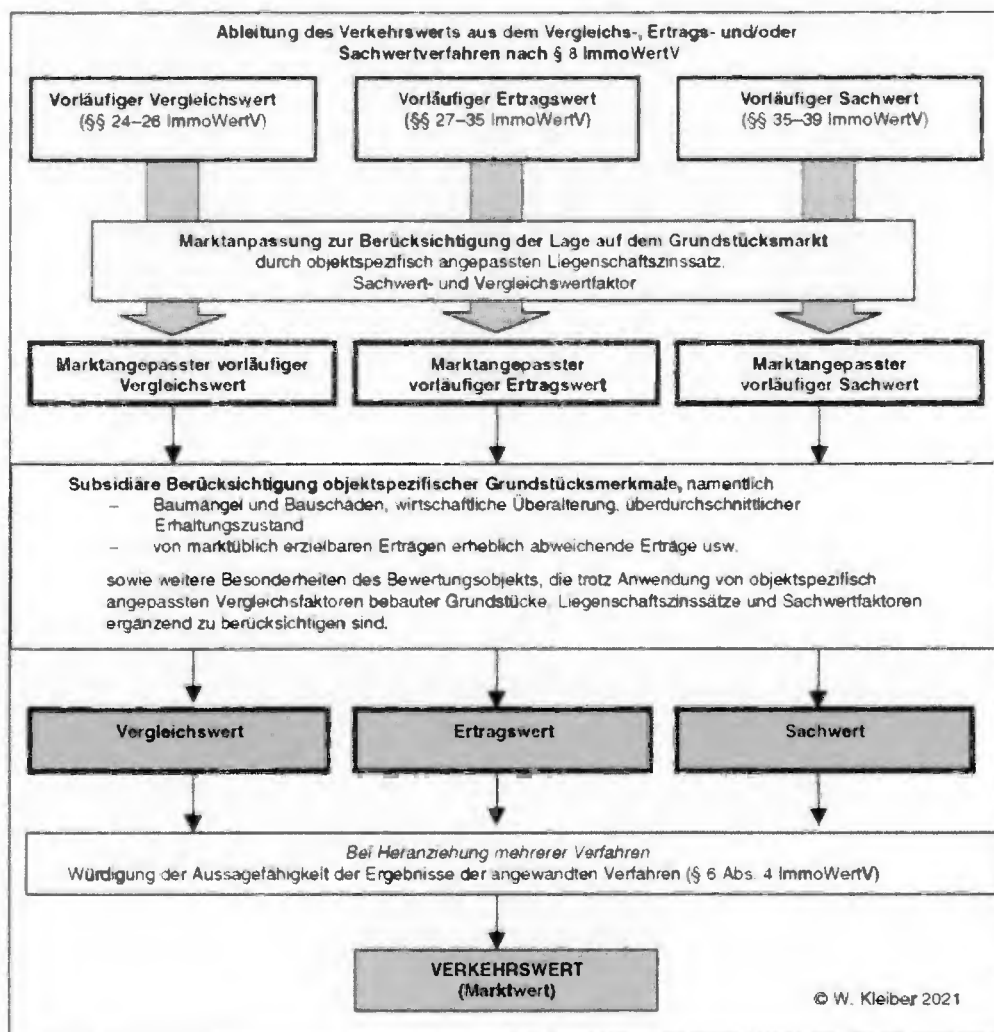 Ableitung des Verkehrswerts aus dem Vergleichs-, Ertrags- und/oder
Sachwertverfahren nach § 8 ImmoWertV
Vorläufiger Vergleichswert
(§§ 24–26 ImmoWertV)
Vorläufiger Ertragswert
(§§ 27–35 ImmoWertV)
Vorläufiger Sachwert
(§§ 35–39 ImmoWertV)
Marktanpassung zur Berücksichtigung der Lage auf dem Grundstücksmarkt
durch objektspezifisch angepassten Liegenschaftszinssatz,
Sachwert- und Vergleichswertfaktor
Marktangepasster vorläufiger
Vergleichswert
Marktangepasster
vorläufiger Ertragswert
Marktangepasster
vorläufiger Sachwert
Subsidiäre Berücksichtigung objektspezifischer Grundstücksmerkmale, namentlich
– Baumängel und Bauschäden, wirtschaftliche Überalterung, überdurchschnittlicher
Erhaltungszustand
– von marktüblich erzielbaren Erträgen erheblich abweichende Erträge usw.
sowie weitere Besonderheiten des Bewertungsobjekts, die trotz Anwendung von objektspezifisch
angepassten Vergleichsfaktoren bebauter Grundstücke, Liegenschaftszinssätze und Sachwertfaktoren
ergänzend zu berücksichtigen sind.
Vergleichswert
Ertragswert
Sachwert
Bei Heranziehung mehrerer Verfahren
Würdigung der Aussagefähigkeit der Ergebnisse der angewandten Verfahren (§ 6 Abs. 4 ImmoWertV)
VERKEHRSWERT
(Marktwert)
© W. Kleiber 2021